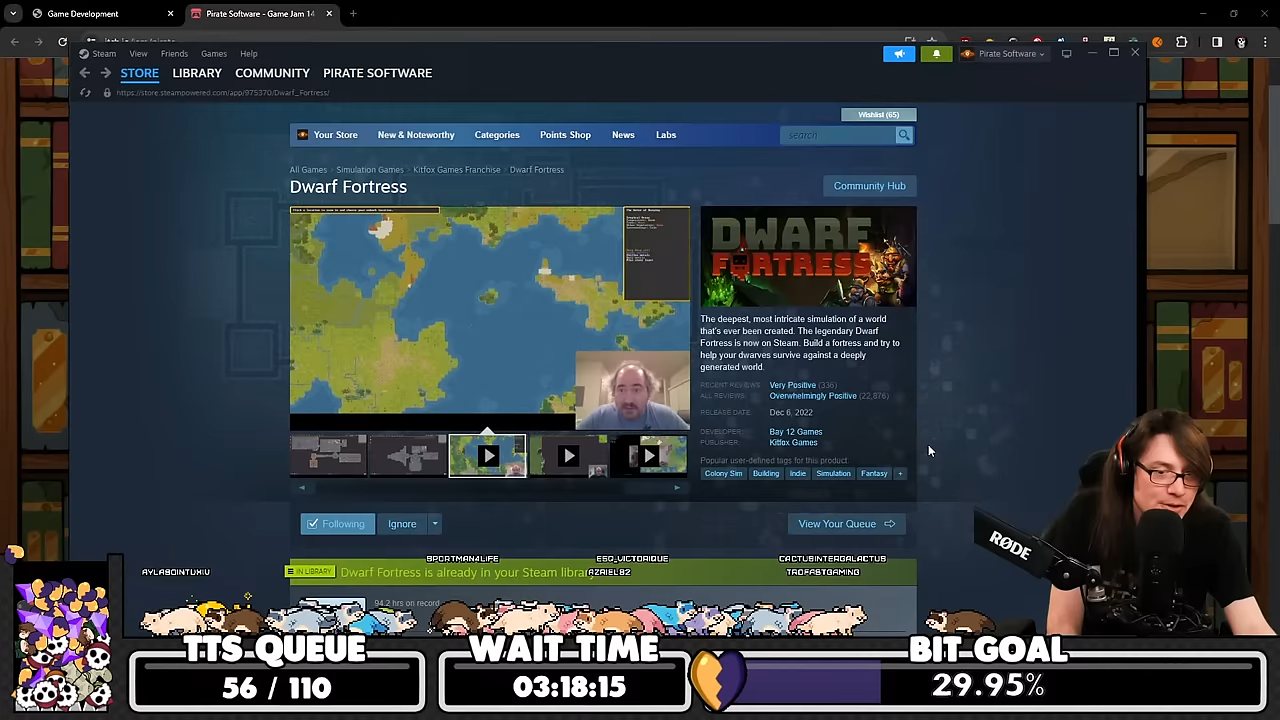 Game Development
Pirate Software - Game Jam 14
Steam View Friends Games Help
Pirate Software
STORE LIBRARY COMMUNITY PIRATE SOFTWARE
https://store.steampowered.com/app/975370/Dwarf_Fortress/
Wishlist (65)
Your Store New & Noteworthy Categories Points Shop News Labs
search
All Games > Simulation Games > Kitfox Games Franchise > Dwarf Fortress
Dwarf Fortress
Community Hub
DWARF
FORTRESS
The deepest, most intricate simulation of a world
that's ever been created. The legendary Dwarf
Fortress is now on Steam. Build a fortress and try to
help your dwarves survive against a deeply
generated world.
RECENT REVIEWS: Very Positive (336)
ALL REVIEWS: Overwhelmingly Positive (22,876)
RELEASE DATE: Dec 6, 2022
DEVELOPER: Bay 12 Games
PUBLISHER: Kitfox Games
Popular user-defined tags for this product:
Colony Sim Building Indie Simulation Fantasy +
Following
Ignore
View Your Queue
SPORTMAN4LIFE
ESQ_VICTORIQUE
CACTUSINTERGALACTUS
AYLABOINTUXIU
IN LIBRARY
Dwarf Fortress is already in your Steam library
AZRIEL82
TROFASTGAMING
94.2 hrs on record
RØDE
TTS QUEUE
56 / 110
WAIT TIME
03:18:15
BIT GOAL
29.95%